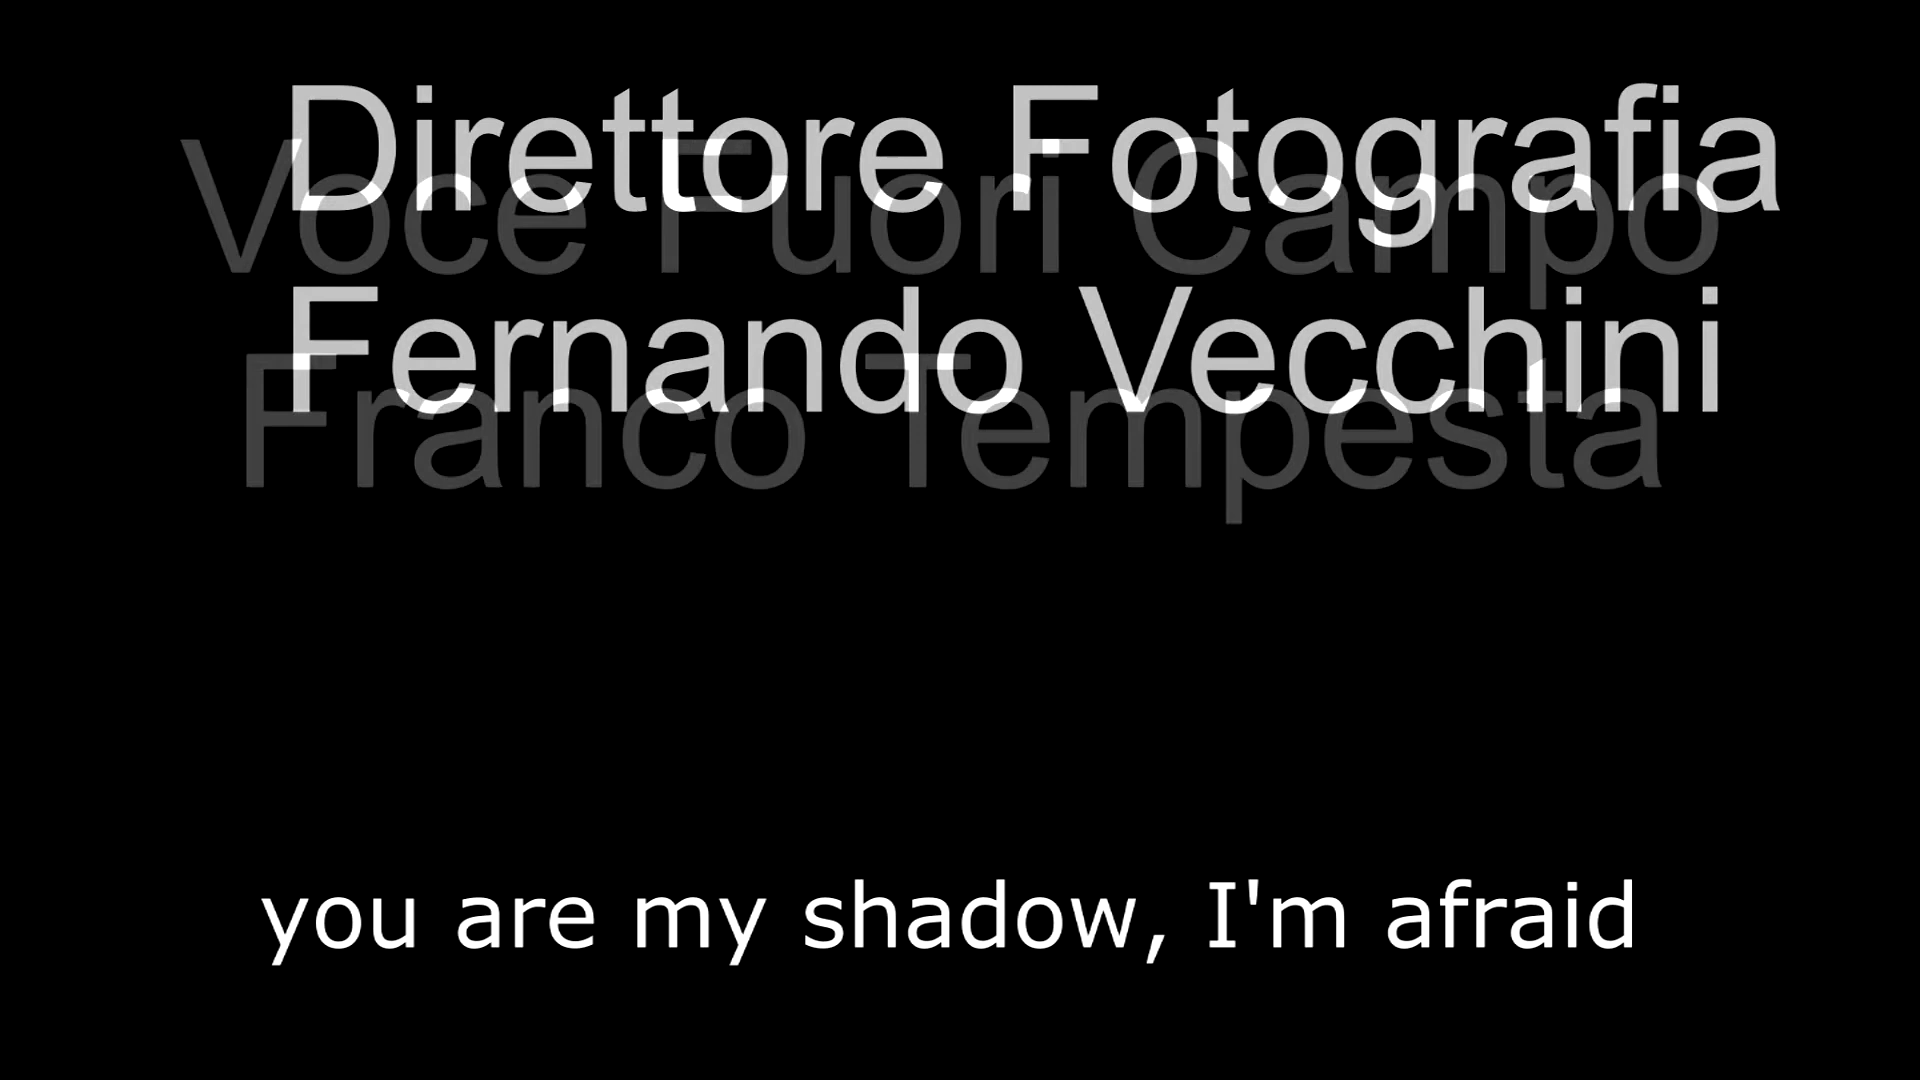 Direttore Fotografia
Voce Fuori Campo
Fernando Vecchini
Franco Tempesta
you are my shadow, I'm afraid